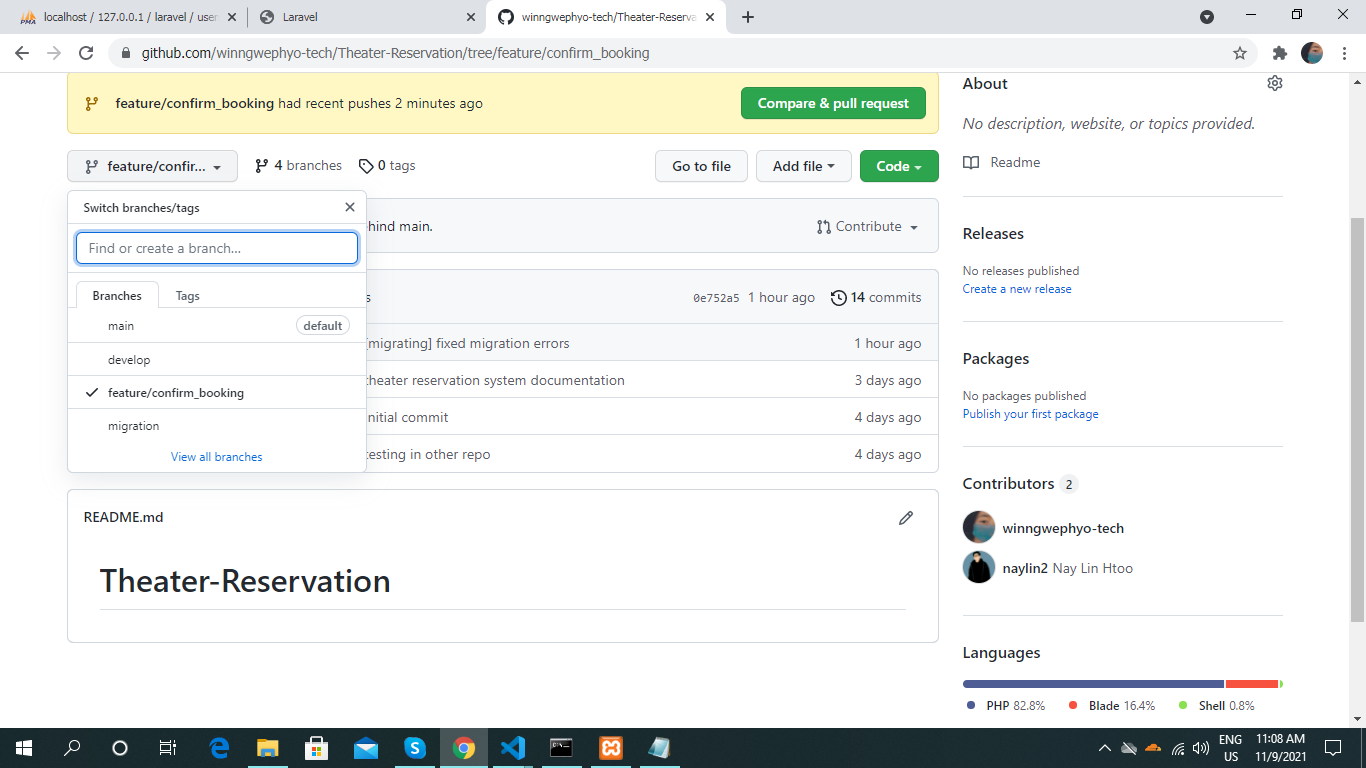 localhost / 127.0.0.1 / laravel / user
Laravel
winngwephyo-tech/Theater-Reserva
github.com/winngwephyo-tech/Theater-Reservation/tree/feature/confirm_booking
feature/confirm_booking had recent pushes 2 minutes ago
Compare & pull request
feature/confir...
4 branches
0 tags
Go to file
Add file
Code
Switch branches/tags
Find or create a branch...
Branches
Tags
main
default
develop
feature/confirm_booking
migration
View all branches
hind main.
Contribute
s
0e752a5 1 hour ago
14 commits
[migrating] fixed migration errors
1 hour ago
theater reservation system documentation
3 days ago
nitial commit
4 days ago
testing in other repo
4 days ago
README.md
Theater-Reservation
About
No description, website, or topics provided.
Readme
Releases
No releases published
Create a new release
Packages
No packages published
Publish your first package
Contributors 2
winngwephyo-tech
naylin2 Nay Lin Htoo
Languages
PHP 82.8%
Blade 16.4%
Shell 0.8%
ENG
US
11:08 AM
11/9/2021